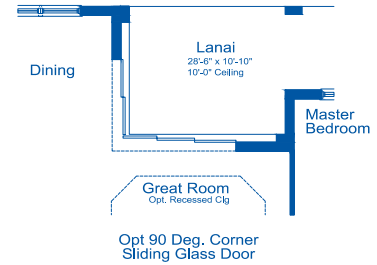 Lanai
28'-6" x 10'-10"
10'-0" Ceiling
Dining
Master
Bedroom
Great Room
Opt. Recessed Clg
Opt 90 Deg. Corner
Sliding Glass Door